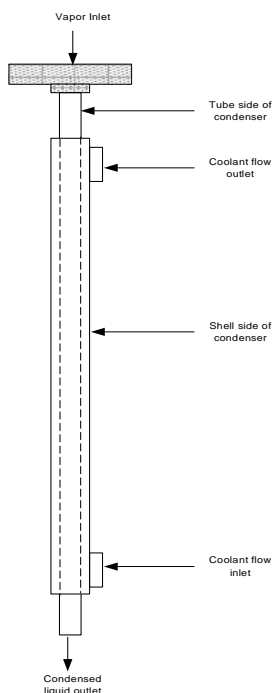 Vapor Inlet
Tube side of
condenser
Coolant flow
outlet
Shell side of
condenser
Coolant flow
inlet
Condensed
liquid outlet